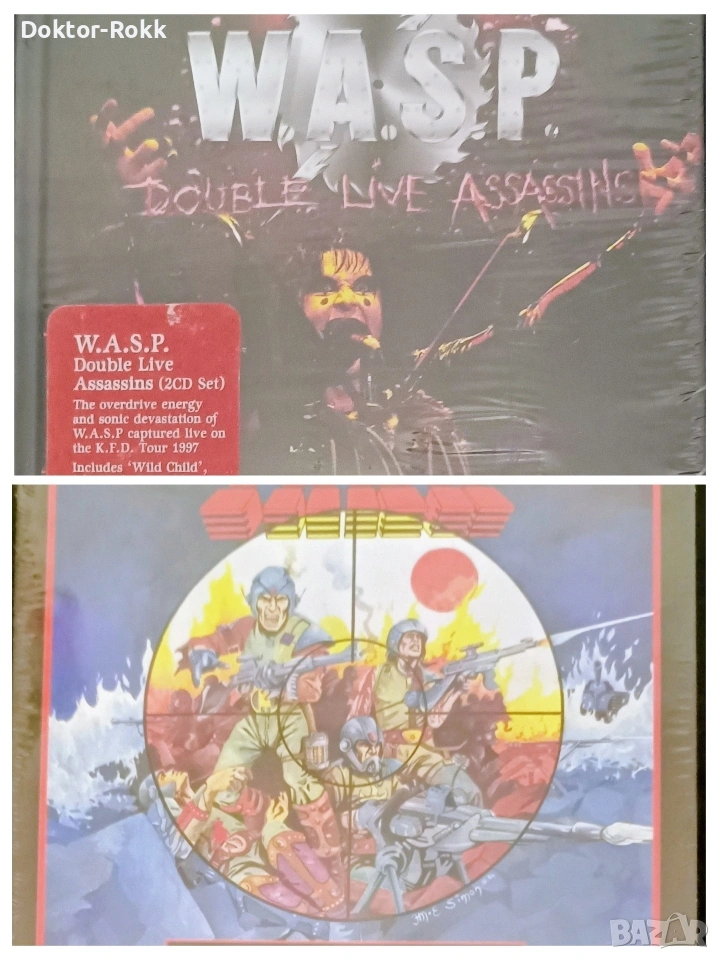 Doktor-Rokk
W.A.S.P.
DOUBLE LIVE ASSASSINS
W.A.S.P.
Double Live
Assassins (2CD Set)
The overdrive energy
and sonic devastation of
W.A.S.P captured live on
the K.F.D. Tour 1997
Includes ‘Wild Child’,
BAZAR